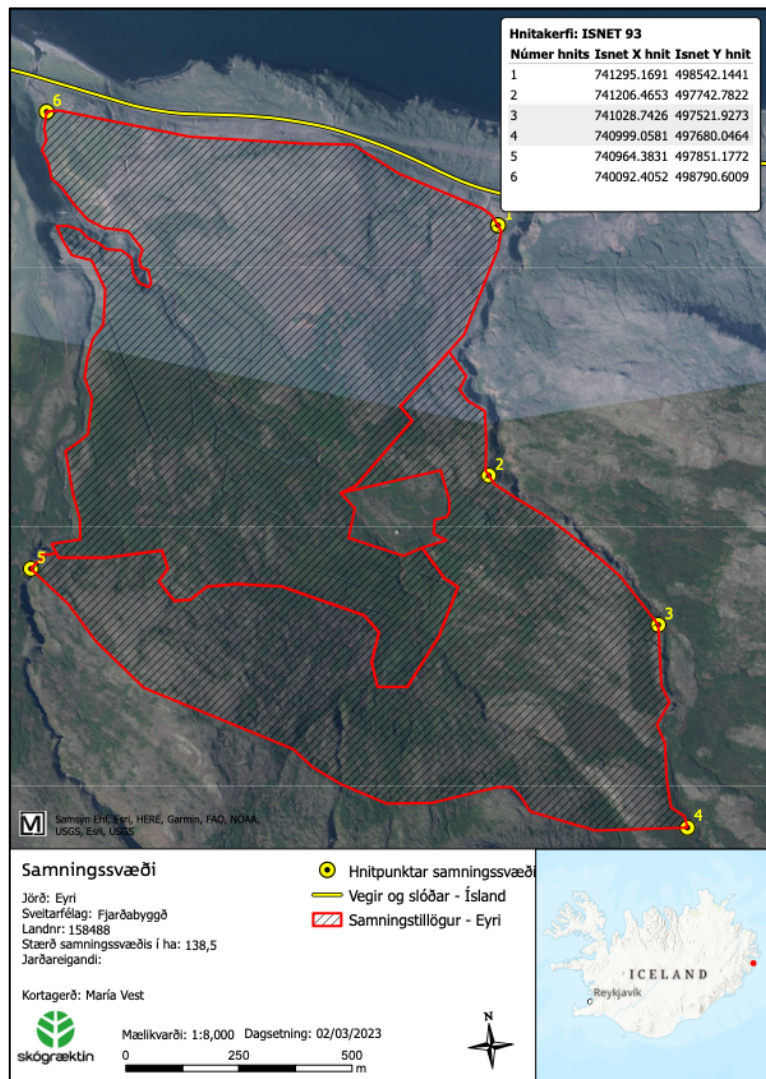 Hnitakerfi: ISNET 93
Númer hnits Isnet X hnit Isnet Y hnit
1 741295.1691 498542.1441
2 741206.4653 497742.7822
3 741028.7426 497521.9273
4 740999.0581 497680.0464
5 740964.3831 497851.1772
6 740092.4052 498790.6009
6
1
2
5
3
4
M
Samsyn Ehf, Esri, HERE, Garmin, FAO, NOAA,
USGS, Esri, USGS
Samningssvæði
Jörð: Eyri
Sveitarfélag: Fjarðabyggð
Landnr: 158488
Stærð samningssvæðis í ha: 138,5
Jarðareigandi:
Kortagerð: María Vest
Hnitpunktar samningssvæði
Vegir og slóðar - Ísland
Samningstillögur - Eyri
skógræktin
Mælikvarði: 1:8,000 Dagsetning: 02/03/2023
0 250 500
m
N
ICELAND
Reykjavík